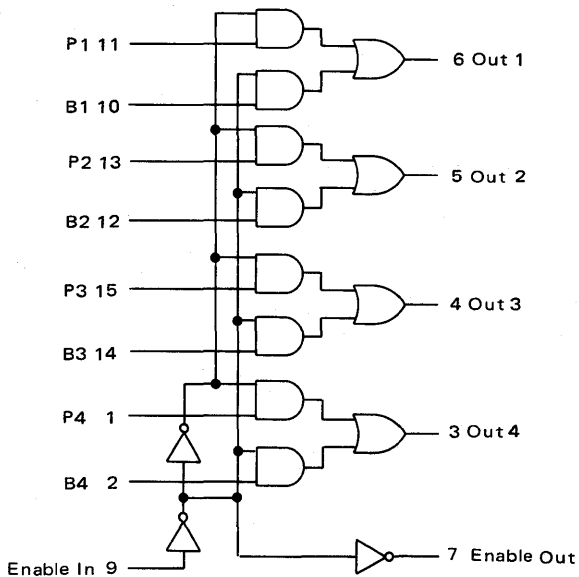 P1 11
6 Out 1
B1 10
P2 13
5 Out 2
B2 12
P3 15
4 Out 3
B3 14
P4 1
3 Out 4
B4 2
Enable In 9
7 Enable Out